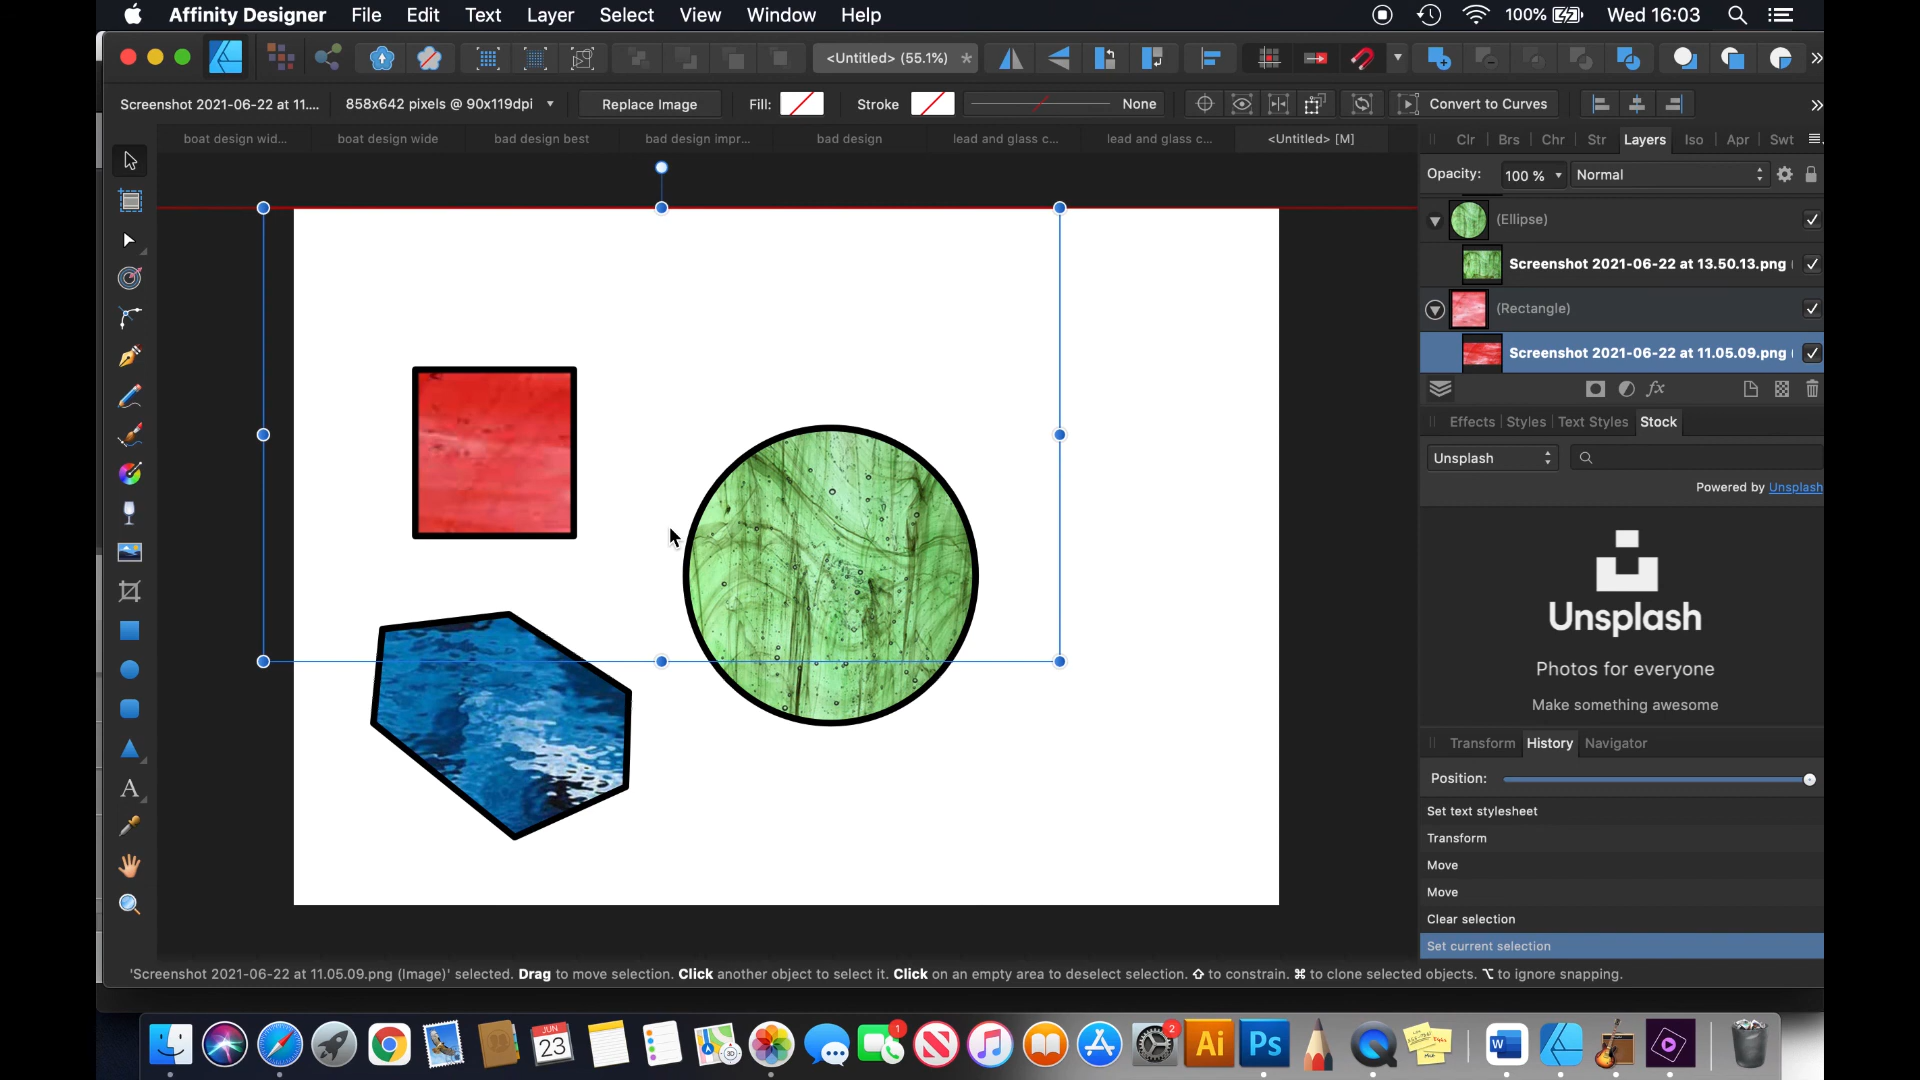 Affinity Designer File Edit Text Layer Select View Window Help 100% Wed 16:03
<Untitled> (55.1%) *
Screenshot 2021-06-22 at 11.... 858x642 pixels @ 90x119dpi Replace Image Fill: Stroke None Convert to Curves
boat design wid... boat design wide bad design best bad design impr... bad design lead and glass c... lead and glass c... <Untitled> [M]
Clr Brs Chr Str Layers Iso Apr Swt
Opacity: 100 % Normal
(Ellipse)
Screenshot 2021-06-22 at 13.50.13.png
(Rectangle)
Screenshot 2021-06-22 at 11.05.09.png
Effects Styles Text Styles Stock
Unsplash
Powered by Unsplash
Unsplash
Photos for everyone
Make something awesome
Transform History Navigator
Position:
Set text stylesheet
Transform
Move
Move
Clear selection
Set current selection
'Screenshot 2021-06-22 at 11.05.09.png (Image)' selected. Drag to move selection. Click another object to select it. Click on an empty area to deselect selection. ⇧ to constrain. ⌘ to clone selected objects. ⌥ to ignore snapping.
JUN
23
1
2
Ai
Ps
W
3D
A